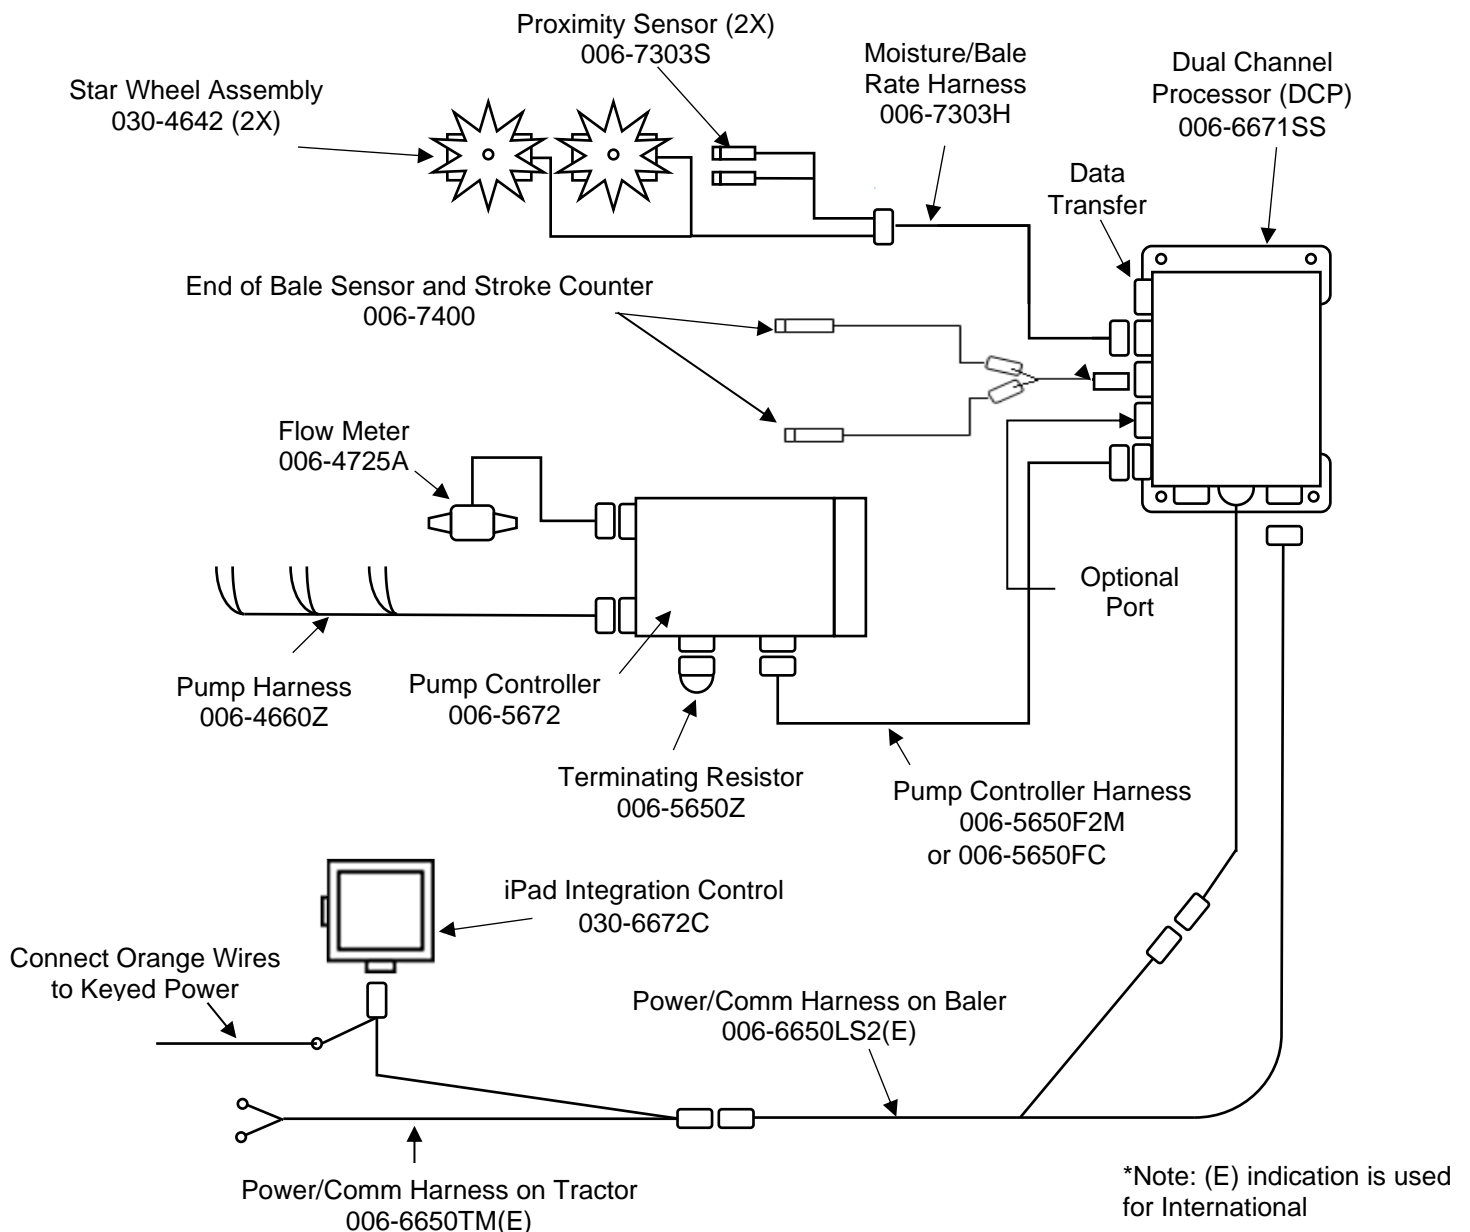 Proximity Sensor (2X)
006-7303S
Moisture/Bale
Rate Harness
006-7303H
Dual Channel
Processor (DCP)
006-6671SS
Star Wheel Assembly
030-4642 (2X)
Data
Transfer
End of Bale Sensor and Stroke Counter
006-7400
Flow Meter
006-4725A
Optional
Port
Pump Harness
006-4660Z
Pump Controller
006-5672
Terminating Resistor
006-5650Z
Pump Controller Harness
006-5650F2M
or 006-5650FC
iPad Integration Control
030-6672C
Connect Orange Wires
to Keyed Power
Power/Comm Harness on Baler
006-6650LS2(E)
Power/Comm Harness on Tractor
006-6650TM(E)
*Note: (E) indication is used
for International